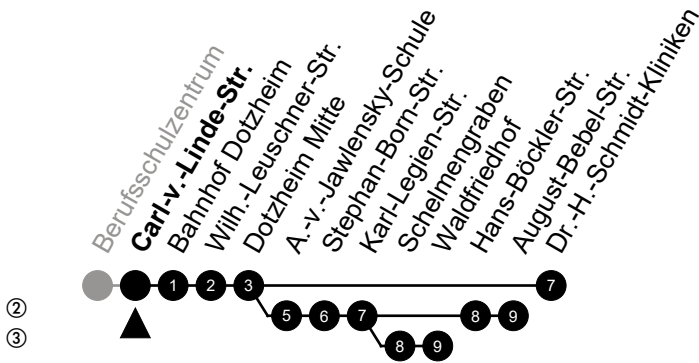 Berufsschulzentrum
Carl-v.-Linde-Str.
Bahnhof Dotzheim
Wilh.-Leuschner-Str.
Dotzheim Mitte
A.-v.-Jawlensky-Schule
Stephan-Born-Str.
Karl-Legien-Str.
Schelmengraben
Waldfriedhof
Hans-Böckler-Str.
August-Bebel-Str.
Dr.-H.-Schmidt-Kliniken
1 2 3 7
② 5 6 7 8 9
③ 8 9